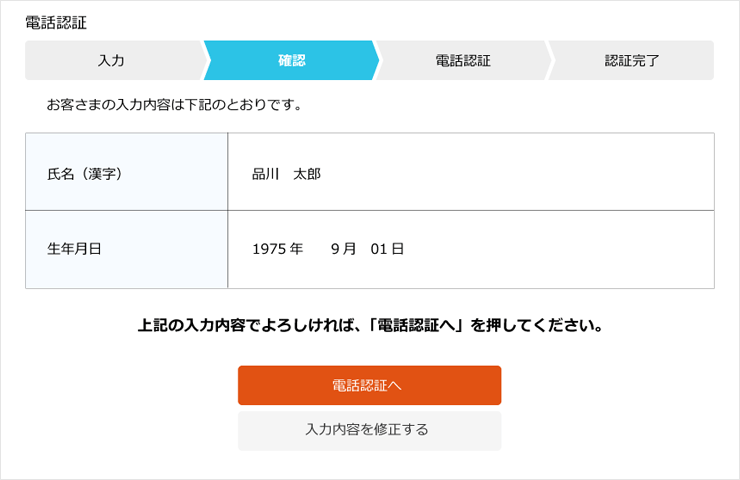 電話認証
入力 確認 電話認証 認証完了
お客さまの入力内容は下記のとおりです。
氏名（漢字） 品川　太郎
生年月日 1975 年　　9 月　01 日
上記の入力内容でよろしければ、「電話認証へ」を押してください。
電話認証へ
入力内容を修正する